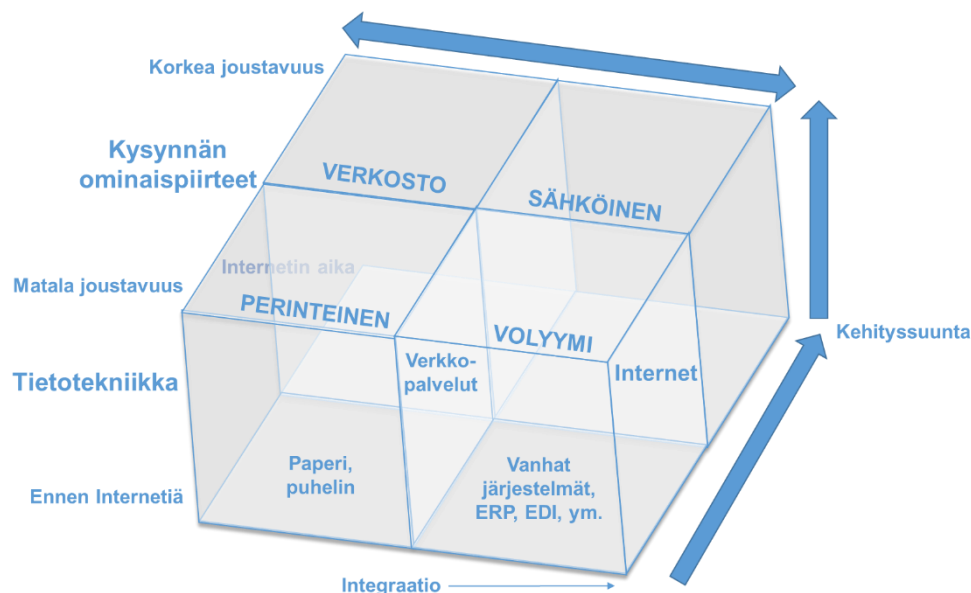 Korkea joustavuus
Kysynnän
ominaispiirteet
VERKOSTO
SÄHKÖINEN
Internetin aika
Matala joustavuus
PERINTEINEN
VOLYYMI
Kehityssuunta
Verkko-
palvelut
Internet
Tietotekniikka
Paperi,
puhelin
Vanhat
järjestelmät,
ERP, EDI, ym.
Ennen Internetiä
Integraatio